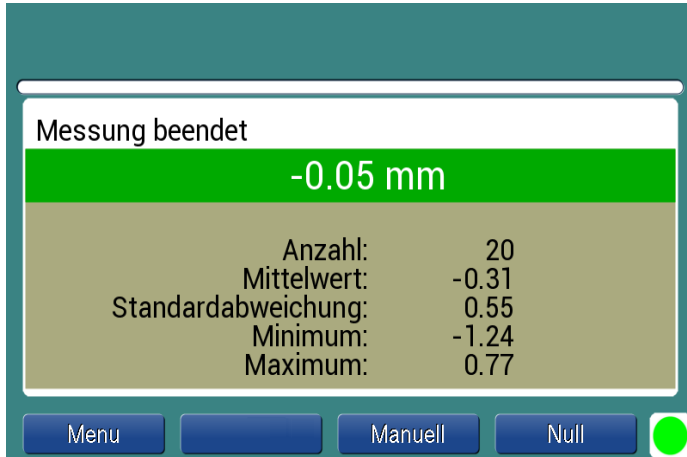 Messung beendet
-0.05 mm
Anzahl: 20
Mittelwert: -0.31
Standardabweichung: 0.55
Minimum: -1.24
Maximum: 0.77
Menu Manuell Null